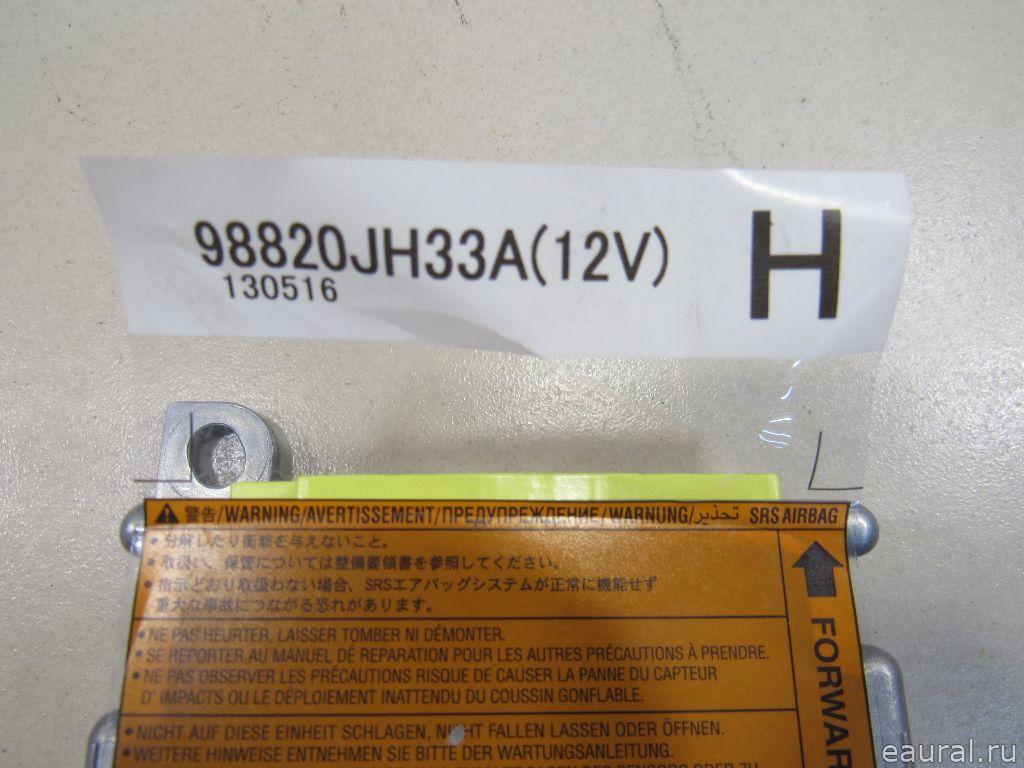 98820JH33A(12V)
H
130516
警告/WARNING/AVERTISSEMENT/ПРЕДУПРЕЖДЕНИЕ/WARNUNG/تحذير SRS AIRBAG
• 分解したり衝撃を与えないこと。
• 取扱い、保管については整備要領書を参照してください。
• 指示どおり取扱わない場合、SRSエアバッグシステムが正常に機能せず
重大な事故につながる恐れがあります。
• NE PAS HEURTER, LAISSER TOMBER NI DÉMONTER.
• SE REPORTER AU MANUEL DE RÉPARATION POUR LES AUTRES PRÉCAUTIONS À PRENDRE.
• NE PAS OBSERVER LES PRÉCAUTIONS RISQUE DE CAUSER LA PANNE DU CAPTEUR
D' IMPACTS OU LE DÉPLOIEMENT INATTENDU DU COUSSIN GONFLABLE.
• NICHT AUF DIESE EINHEIT SCHLAGEN, NICHT FALLEN LASSEN ODER ÖFFNEN.
• WEITERE HINWEISE ENTNEHMEN SIE BITTE DER WARTUNGSANLEITUNG.
FORWAR
eaural.ru